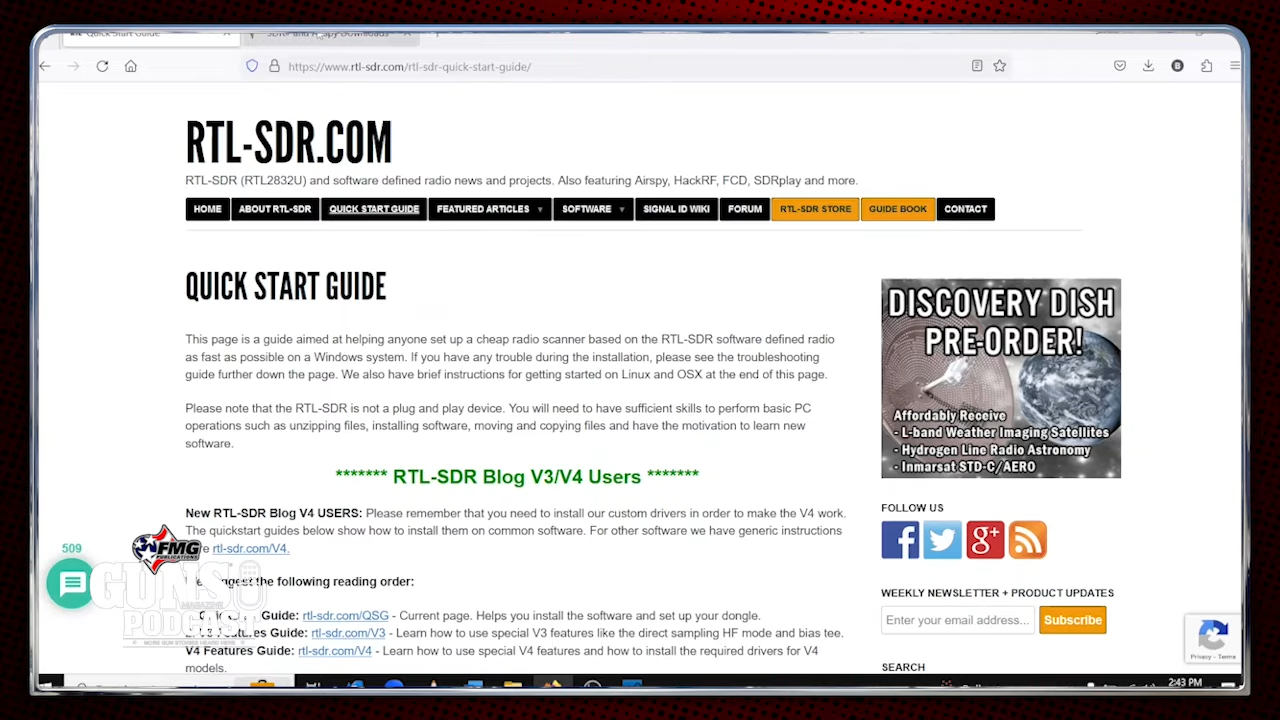 Quick Start Guide
SDR# and Airspy Downloads
https://www.rtl-sdr.com/rtl-sdr-quick-start-guide/
RTL-SDR.COM
RTL-SDR (RTL2832U) and software defined radio news and projects. Also featuring Airspy, HackRF, FCD, SDRplay and more.
HOME ABOUT RTL-SDR QUICK START GUIDE FEATURED ARTICLES SOFTWARE SIGNAL ID WIKI FORUM RTL-SDR STORE GUIDE BOOK CONTACT
QUICK START GUIDE
This page is a guide aimed at helping anyone set up a cheap radio scanner based on the RTL-SDR software defined radio
as fast as possible on a Windows system. If you have any trouble during the installation, please see the troubleshooting
guide further down the page. We also have brief instructions for getting started on Linux and OSX at the end of this page.
Please note that the RTL-SDR is not a plug and play device. You will need to have sufficient skills to perform basic PC
operations such as unzipping files, installing software, moving and copying files and have the motivation to learn new
software.
******* RTL-SDR Blog V3/V4 Users *******
New RTL-SDR Blog V4 USERS: Please remember that you need to install our custom drivers in order to make the V4 work.
The quickstart guides below show how to install them on common software. For other software we have generic instructions
rtl-sdr.com/V4.
the following reading order:
Guide: rtl-sdr.com/QSG - Current page. Helps you install the software and set up your dongle.
Guide: rtl-sdr.com/V3 - Learn how to use special V3 features like the direct sampling HF mode and bias tee.
V4 Features Guide: rtl-sdr.com/V4 - Learn how to use special V4 features and how to install the required drivers for V4
models.
DISCOVERY DISH
PRE-ORDER!
Affordably Receive
- L-band Weather Imaging Satellites
- Hydrogen Line Radio Astronomy
- Inmarsat STD-C/AERO
FOLLOW US
WEEKLY NEWSLETTER + PRODUCT UPDATES
Enter your email address... Subscribe
SEARCH
Privacy - Terms
509
FMG
PUBLICATIONS
GUNS
MAGAZINE
PODCAST
2:43 PM